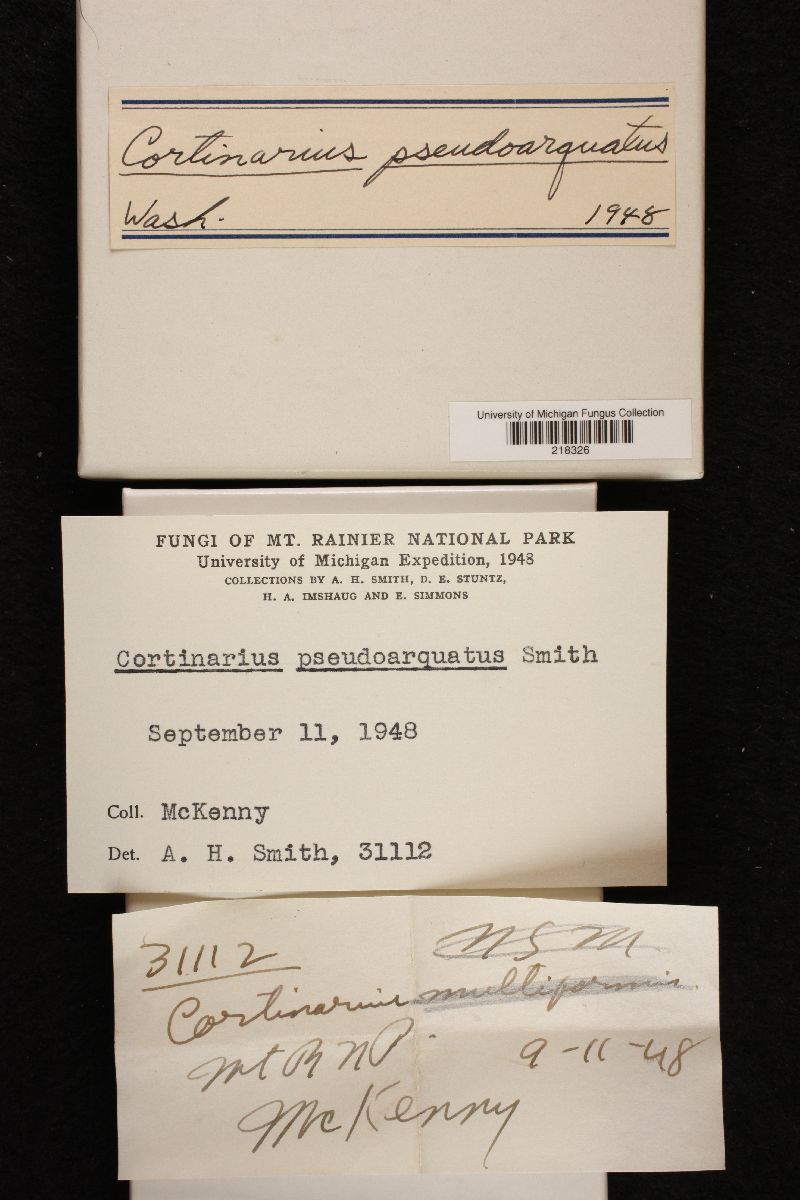 Cortinarius pseudoarquatus
Wash. 1948
University of Michigan Fungus Collection
218326
FUNGI OF MT. RAINIER NATIONAL PARK
University of Michigan Expedition, 1948
COLLECTIONS BY A. H. SMITH, D. E. STUNTZ,
H. A. IMSHAUG AND E. SIMMONS
Cortinarius pseudoarquatus Smith
September 11, 1948
Coll. McKenny
Det. A. H. Smith, 31112
31112
Cortinarius multiformis.
Mt R N P. 9-11-48
McKenny